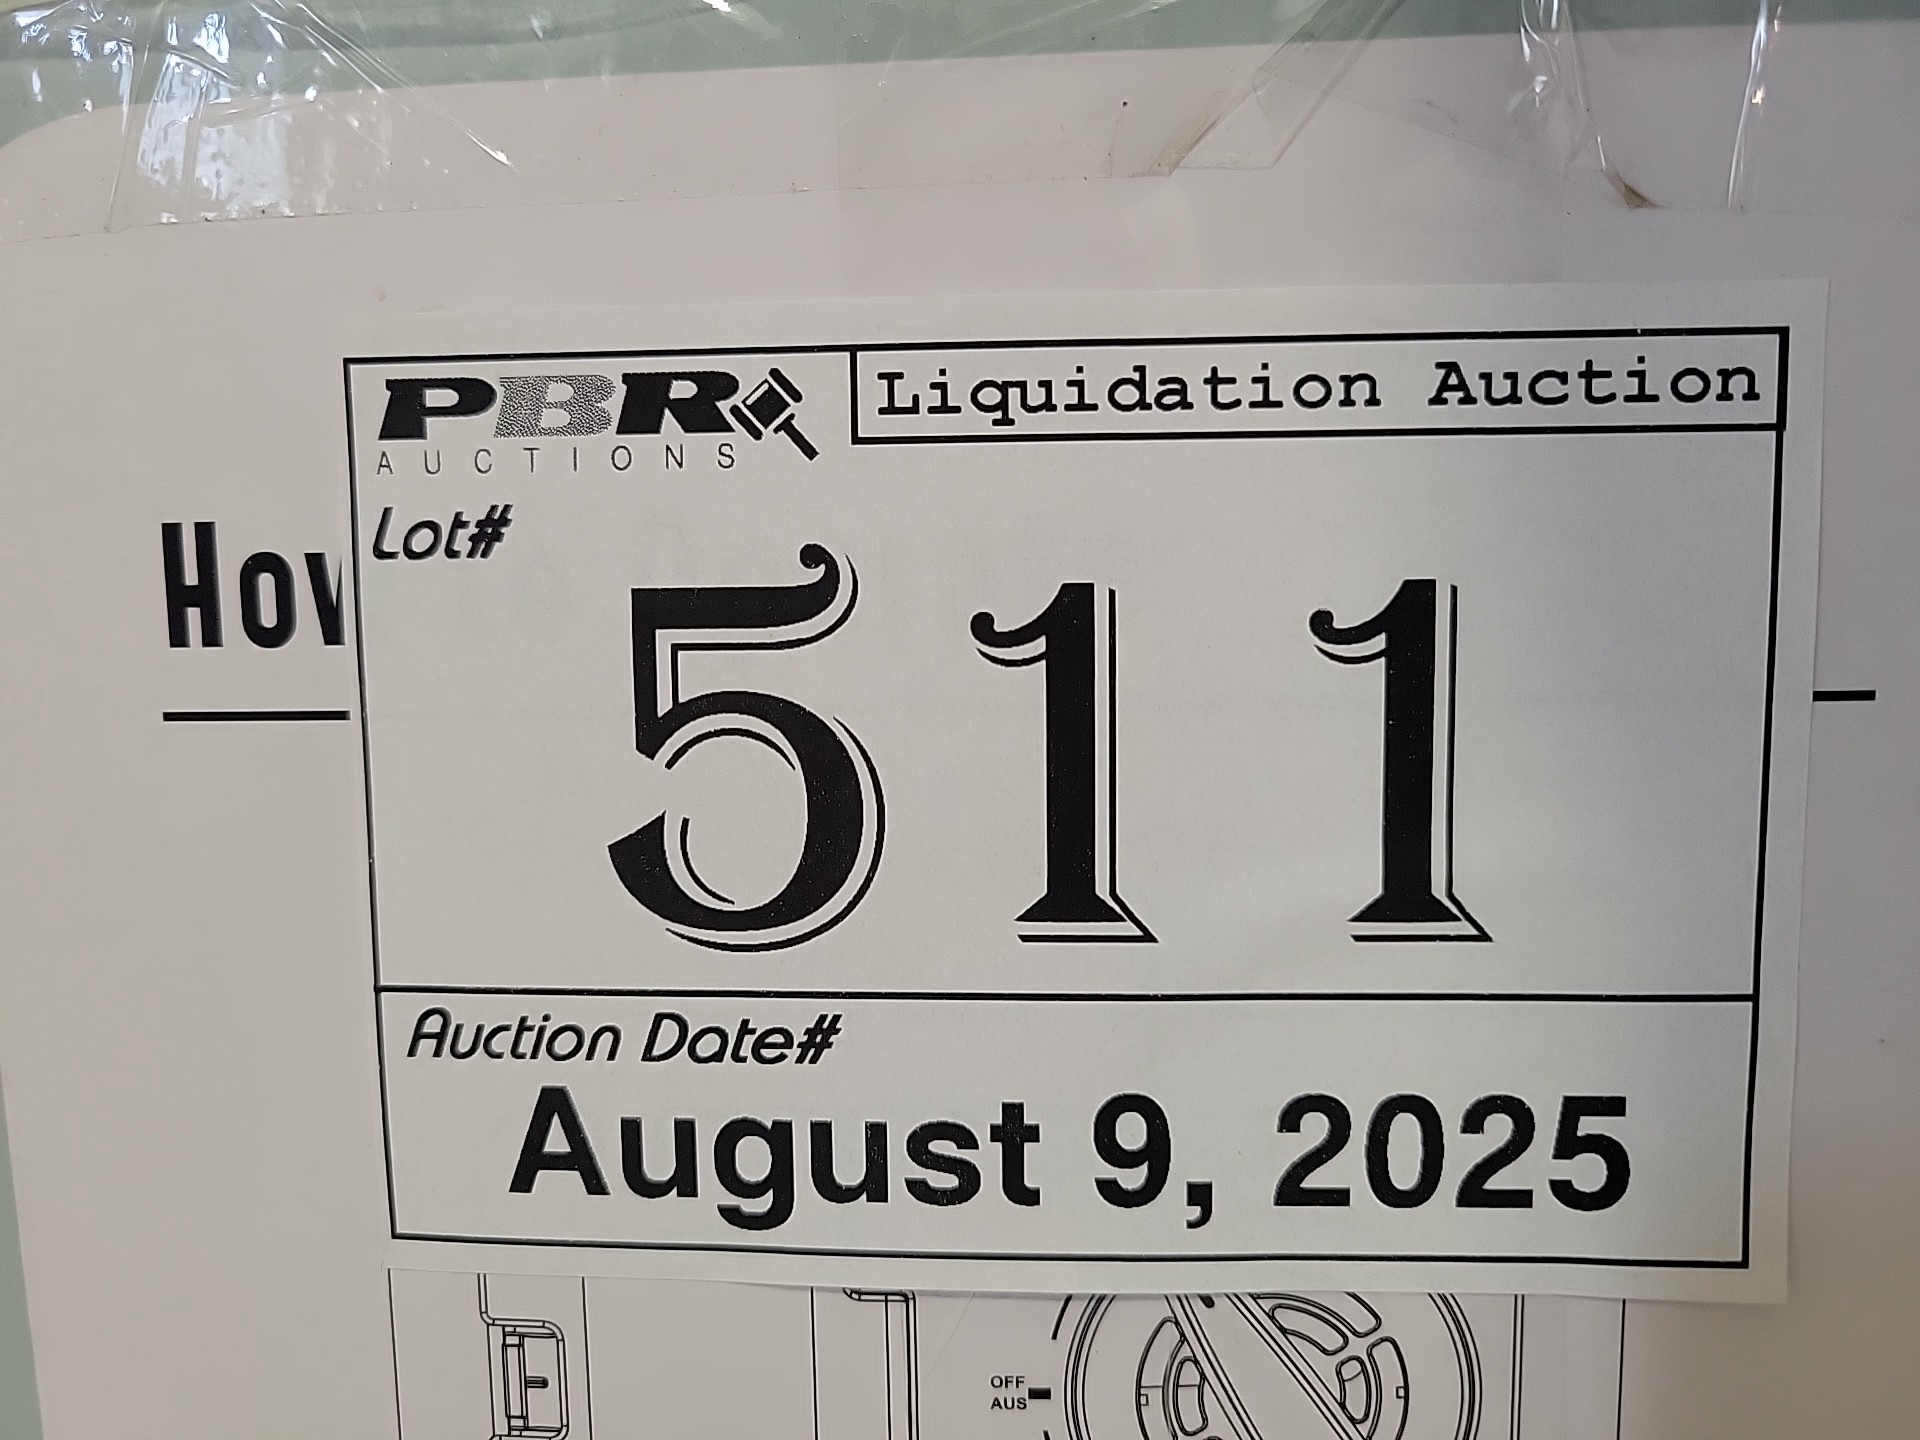 PBR
AUCTIONS
Liquidation Auction
Lot#
511
Auction Date#
August 9, 2025
OFF
AUS